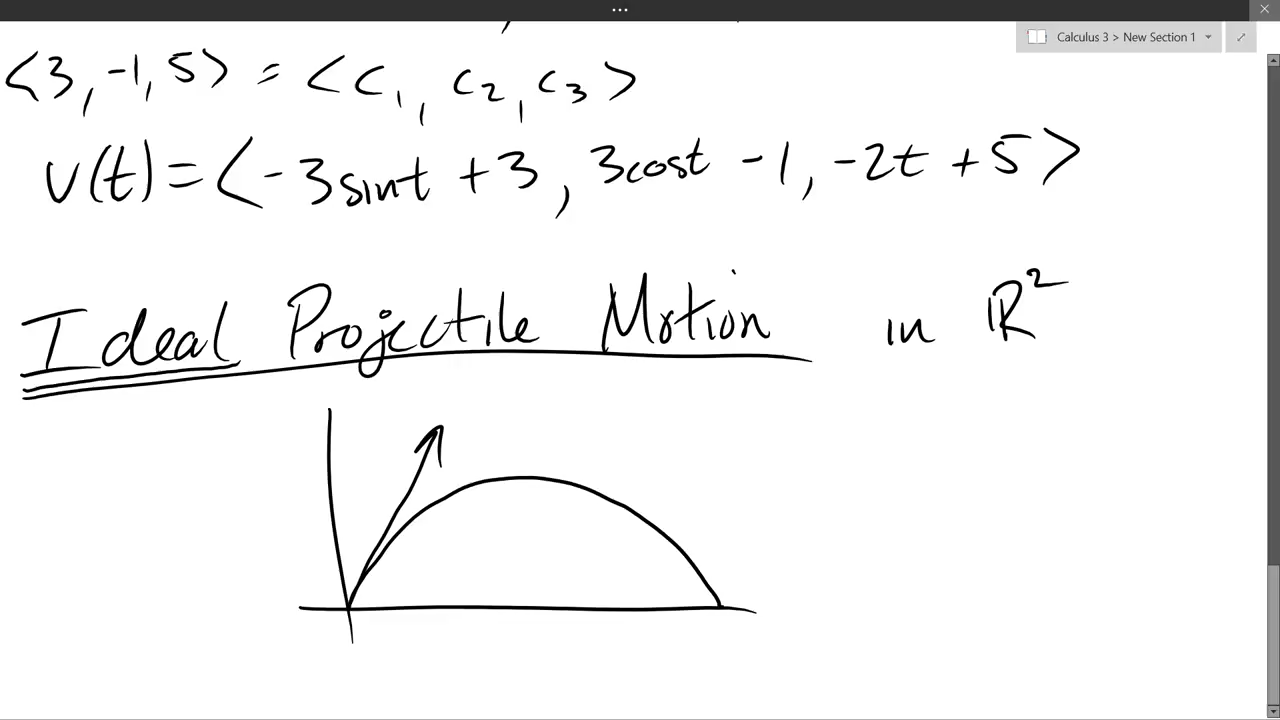 Calculus 3 > New Section 1
<3, -1, 5> = <c₁, c₂, c₃>
v(t) = <-3sint + 3, 3cost - 1, -2t + 5>
Ideal Projectile Motion in ℝ²